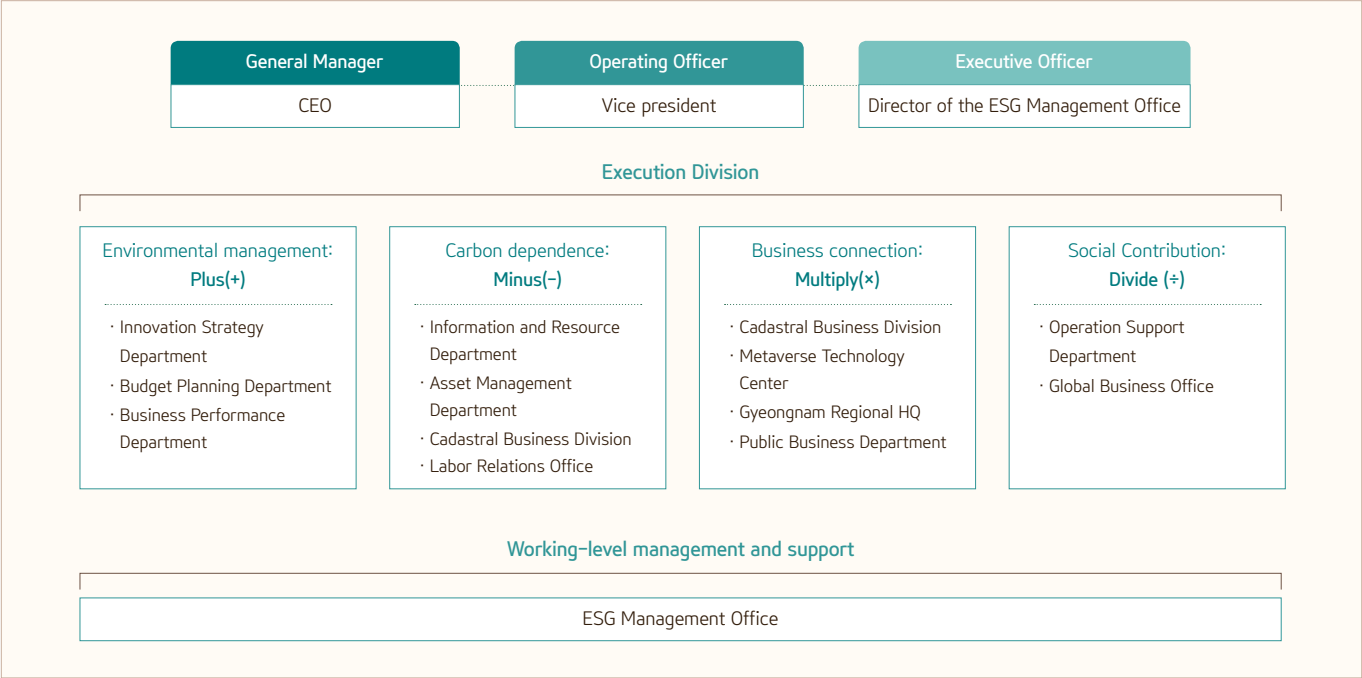 General Manager
CEO
Operating Officer
Vice president
Executive Officer
Director of the ESG Management Office
Execution Division
Environmental management:
Plus(+)
· Innovation Strategy
Department
· Budget Planning Department
· Business Performance
Department
Carbon dependence:
Minus(-)
· Information and Resource
Department
· Asset Management
Department
· Cadastral Business Division
· Labor Relations Office
Business connection:
Multiply(×)
· Cadastral Business Division
· Metaverse Technology
Center
· Gyeongnam Regional HQ
· Public Business Department
Social Contribution:
Divide (÷)
· Operation Support
Department
· Global Business Office
Working-level management and support
ESG Management Office